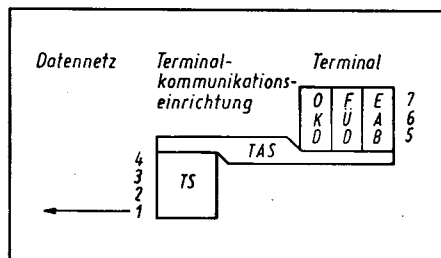 Datennetz
Terminal-
kommunikations-
einrichtung
Terminal
O F E 7
K Ü A 6
D D B 5
TAS
4
3
TS
2
1